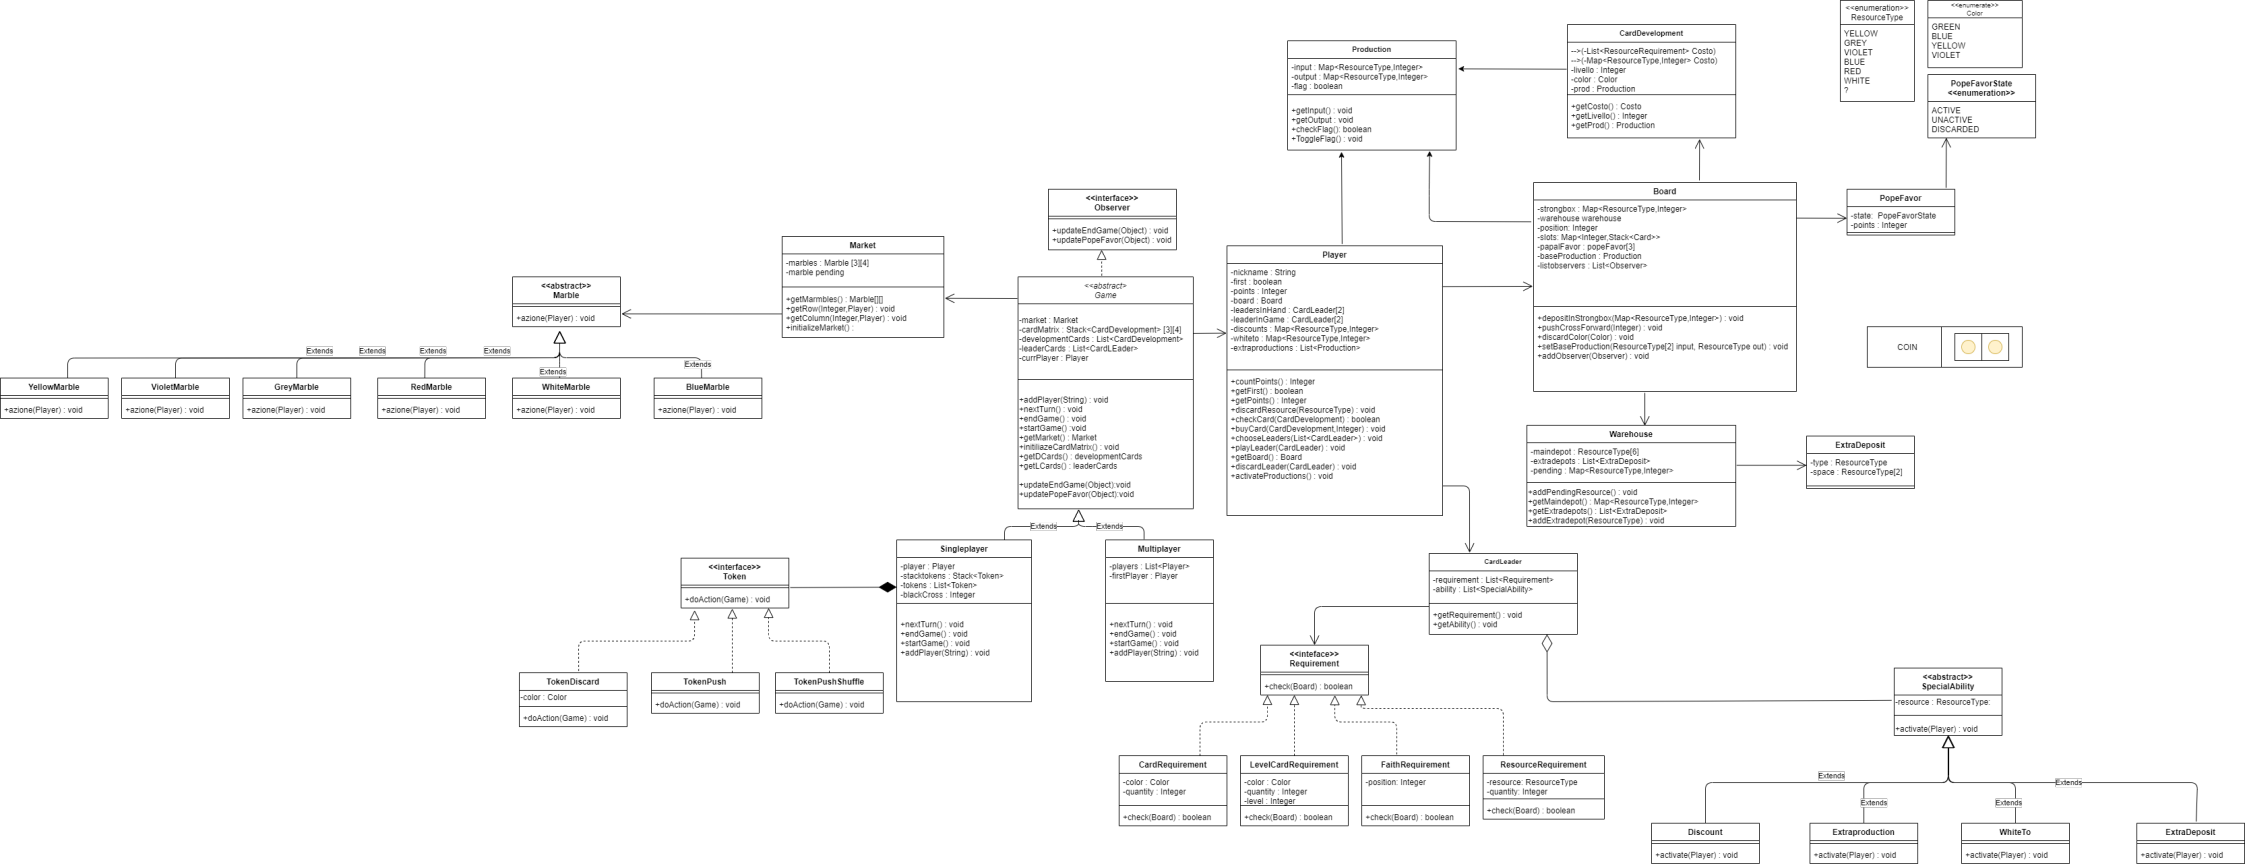 <<enumeration>>
ResourceType
YELLOW
GREY
VIOLET
BLUE
RED
WHITE
?
<<enumerate>>
Color
GREEN
BLUE
YELLOW
VIOLET
PopeFavorState
<<enumeration>>
ACTIVE
UNACTIVE
DISCARDED
CardDevelopment
-->(-List<ResourceRequirement> Costo)
-->(-Map<ResourceType,Integer> Costo)
-livello : Integer
-color : Color
-prod : Production
+getCosto() : Costo
+getLivello() : Integer
+getProd() : Production
Production
-input : Map<ResourceType,Integer>
-output : Map<ResourceType,Integer>
-flag : boolean
+getInput() : void
+getOutput : void
+checkFlag(): boolean
+ToggleFlag() : void
Board
-strongbox : Map<ResourceType,Integer>
-warehouse warehouse
-position: Integer
-slots: Map<Integer,Stack<Card>>
-papalFavor : popeFavor[3]
-baseProduction : Production
-listobservers : List<Observer>
+depositInStrongbox(Map<ResourceType,Integer>) : void
+pushCrossForward(Integer) : void
+discardColor(Color) : void
+setBaseProduction(ResourceType[2] input, ResourceType out) : void
+addObserver(Observer) : void
PopeFavor
-state:  PopeFavorState
-points : Integer
<<interface>>
Observer
+updateEndGame(Object) : void
+updatePopeFavor(Object) : void
Market
-marbles : Marble [3][4]
-marble pending
+getMarmbles() : Marble[][]
+getRow(Integer,Player) : void
+getColumn(Integer,Player) : void
+initializeMarket() :
<<abstract>>
Marble
+azione(Player) : void
Extends
Extends
Extends
Extends
Extends
Extends
YellowMarble
+azione(Player) : void
VioletMarble
+azione(Player) : void
GreyMarble
+azione(Player) : void
RedMarble
+azione(Player) : void
WhiteMarble
+azione(Player) : void
BlueMarble
+azione(Player) : void
<<abstract>
Game
-market : Market
-cardMatrix : Stack<CardDevelopment> [3][4]
-developmentCards : List<CardDevelopment>
-leaderCards : List<CardLEader>
-currPlayer : Player
+addPlayer(String) : void
+nextTurn() : void
+endGame() : void
+startGame() :void
+getMarket() : Market
+initiliazeCardMatrix() : void
+getDCards() : developmentCards
+getLCards() : leaderCards
+updateEndGame(Object):void
+updatePopeFavor(Object):void
Player
-nickname : String
-first : boolean
-points : Integer
-board : Board
-leadersInHand : CardLeader[2]
-leaderInGame : CardLeader[2]
-discounts : Map<ResourceType,Integer>
-whiteto : Map<ResourceType,Integer>
-extraproductions : List<Production>
+countPoints() : Integer
+getFirst() : boolean
+getPoints() : Integer
+discardResource(ResourceType) : void
+checkCard(CardDevelopment) : boolean
+buyCard(CardDevelopment,Integer) : void
+chooseLeaders(List<CardLeader>) : void
+playLeader(CardLeader) : void
+getBoard() : Board
+discardLeader(CardLeader) : void
+activateProductions() : void
COIN
Warehouse
-maindepot : ResourceType[6]
-extradepots : List<ExtraDeposit>
-pending : Map<ResourceType,Integer>
+addPendingResource() : void
+getMaindepot() : Map<ResourceType,Integer>
+getExtradepots() : List<ExtraDeposit>
+addExtradepot(ResourceType) : void
ExtraDeposit
-type : ResourceType
-space : ResourceType[2]
Extends
Extends
Singleplayer
-player : Player
-stacktokens : Stack<Token>
-tokens : List<Token>
-blackCross : Integer
+nextTurn() : void
+endGame() : void
+startGame() : void
+addPlayer(String) : void
Multiplayer
-players : List<Player>
-firstPlayer : Player
+nextTurn() : void
+endGame() : void
+startGame() : void
+addPlayer(String) : void
<<interface>>
Token
+doAction(Game) : void
TokenDiscard
-color : Color
+doAction(Game) : void
TokenPush
+doAction(Game) : void
TokenPushShuffle
+doAction(Game) : void
CardLeader
-requirement : List<Requirement>
-ability : List<SpecialAbility>
+getRequirement() : void
+getAbility() : void
<<inteface>>
Requirement
+check(Board) : boolean
CardRequirement
-color : Color
-quantity : Integer
+check(Board) : boolean
LevelCardRequirement
-color : Color
-quantity : Integer
-level : Integer
+check(Board) : boolean
FaithRequirement
-position: Integer
+check(Board) : boolean
ResourceRequirement
-resource: ResourceType
-quantity: Integer
+check(Board) : boolean
<<abstract>>
SpecialAbility
-resource : ResourceType:
+activate(Player) : void
Extends
Extends
Extends
Extends
Discount
+activate(Player) : void
Extraproduction
+activate(Player) : void
WhiteTo
+activate(Player) : void
ExtraDeposit
+activate(Player) : void